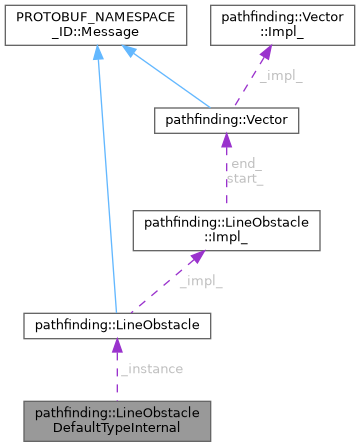 PROTOBUF_NAMESPACE
_ID::Message
pathfinding::Vector
::Impl_
_impl_
pathfinding::Vector
end_
start_
pathfinding::LineObstacle
::Impl_
_impl_
pathfinding::LineObstacle
_instance
pathfinding::LineObstacle
DefaultTypeInternal